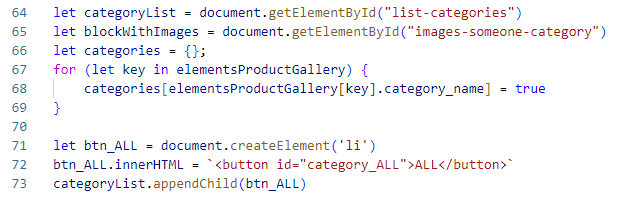 64 let categoryList = document.getElementById("list-categories")
65 let blockWithImages = document.getElementById("images-someone-category")
66 let categories = {};
67 for (let key in elementsProductGallery) {
68     categories[elementsProductGallery[key].category_name] = true
69 }
70
71 let btn_ALL = document.createElement('li')
72 btn_ALL.innerHTML = `<button id="category_ALL">ALL</button>`
73 categoryList.appendChild(btn_ALL)